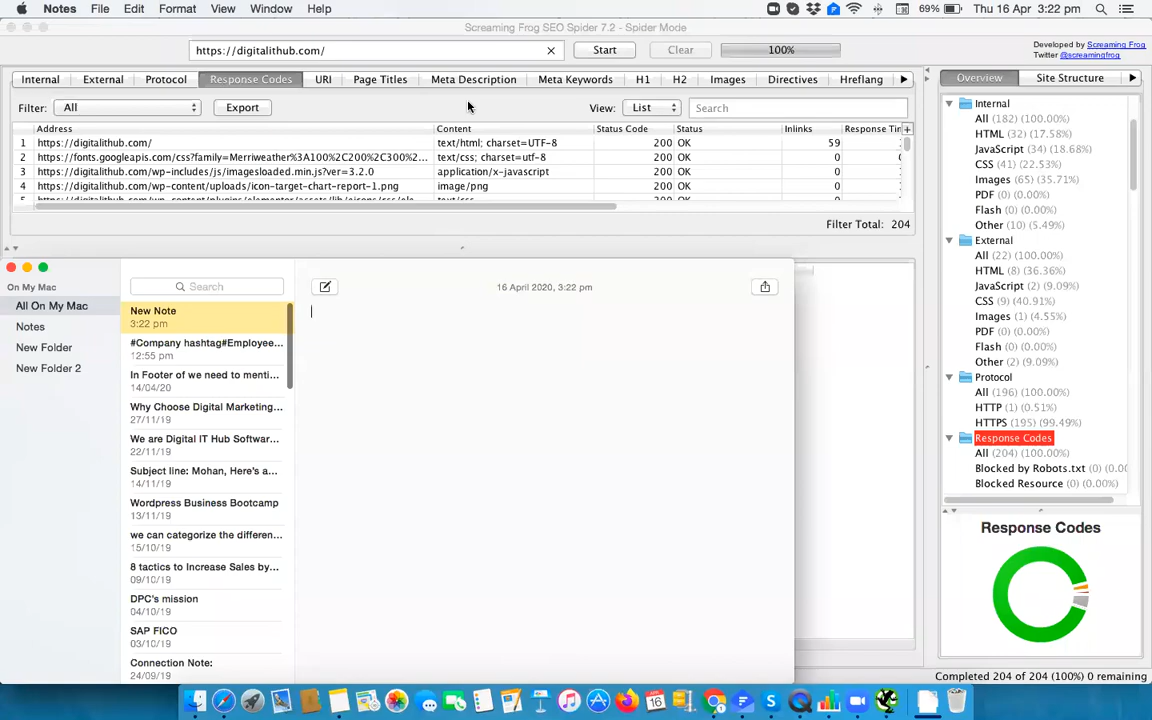 Notes File Edit Format View Window Help 69% Thu 16 Apr 3:22 pm
Screaming Frog SEO Spider 7.2 - Spider Mode
https://digitalithub.com/ Start Clear 100%
Developed by Screaming Frog
Twitter @screamingfrog
Internal External Protocol Response Codes URI Page Titles Meta Description Meta Keywords H1 H2 Images Directives Hreflang
Overview Site Structure
Filter: All Export View: List Search
Address Content Status Code Status Inlinks Response Tir
1 https://digitalithub.com/ text/html; charset=UTF-8 200 OK 59
2 https://fonts.googleapis.com/css?family=Merriweather%3A100%2C200%2C300%2... text/css; charset=utf-8 200 OK 0
3 https://digitalithub.com/wp-includes/js/imagesloaded.min.js?ver=3.2.0 application/x-javascript 200 OK 0
4 https://digitalithub.com/wp-content/uploads/icon-target-chart-report-1.png image/png 200 OK 0
Filter Total: 204
On My Mac
All On My Mac
Notes
New Folder
New Folder 2
Search
New Note
3:22 pm
#Company hashtag#Employee...
12:55 pm
In Footer of we need to menti...
14/04/20
Why Choose Digital Marketing...
27/11/19
We are Digital IT Hub Softwar...
22/11/19
Subject line: Mohan, Here's a...
14/11/19
Wordpress Business Bootcamp
13/11/19
we can categorize the differen...
15/10/19
8 tactics to Increase Sales by...
09/10/19
DPC's mission
04/10/19
SAP FICO
03/10/19
Connection Note:
24/09/19
16 April 2020, 3:22 pm
Internal
All (182) (100.00%)
HTML (32) (17.58%)
JavaScript (34) (18.68%)
CSS (41) (22.53%)
Images (65) (35.71%)
PDF (0) (0.00%)
Flash (0) (0.00%)
Other (10) (5.49%)
External
All (22) (100.00%)
HTML (8) (36.36%)
JavaScript (2) (9.09%)
CSS (9) (40.91%)
Images (1) (4.55%)
PDF (0) (0.00%)
Flash (0) (0.00%)
Other (2) (9.09%)
Protocol
All (196) (100.00%)
HTTP (1) (0.51%)
HTTPS (195) (99.49%)
Response Codes
All (204) (100.00%)
Blocked by Robots.txt (0) (0.00
Blocked Resource (0) (0.00%)
Response Codes
Completed 204 of 204 (100%) 0 remaining
16